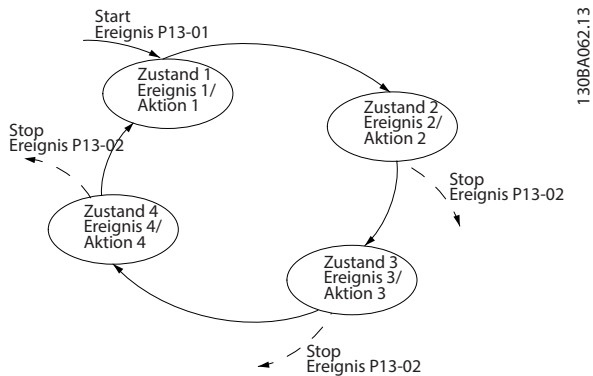 Start
Ereignis P13-01
130BA062.13
Zustand 1
Ereignis 1/
Aktion 1
Zustand 2
Ereignis 2/
Aktion 2
Stop
Ereignis P13-02
Stop
Ereignis P13-02
Zustand 4
Ereignis 4/
Aktion 4
Zustand 3
Ereignis 3/
Aktion 3
Stop
Ereignis P13-02